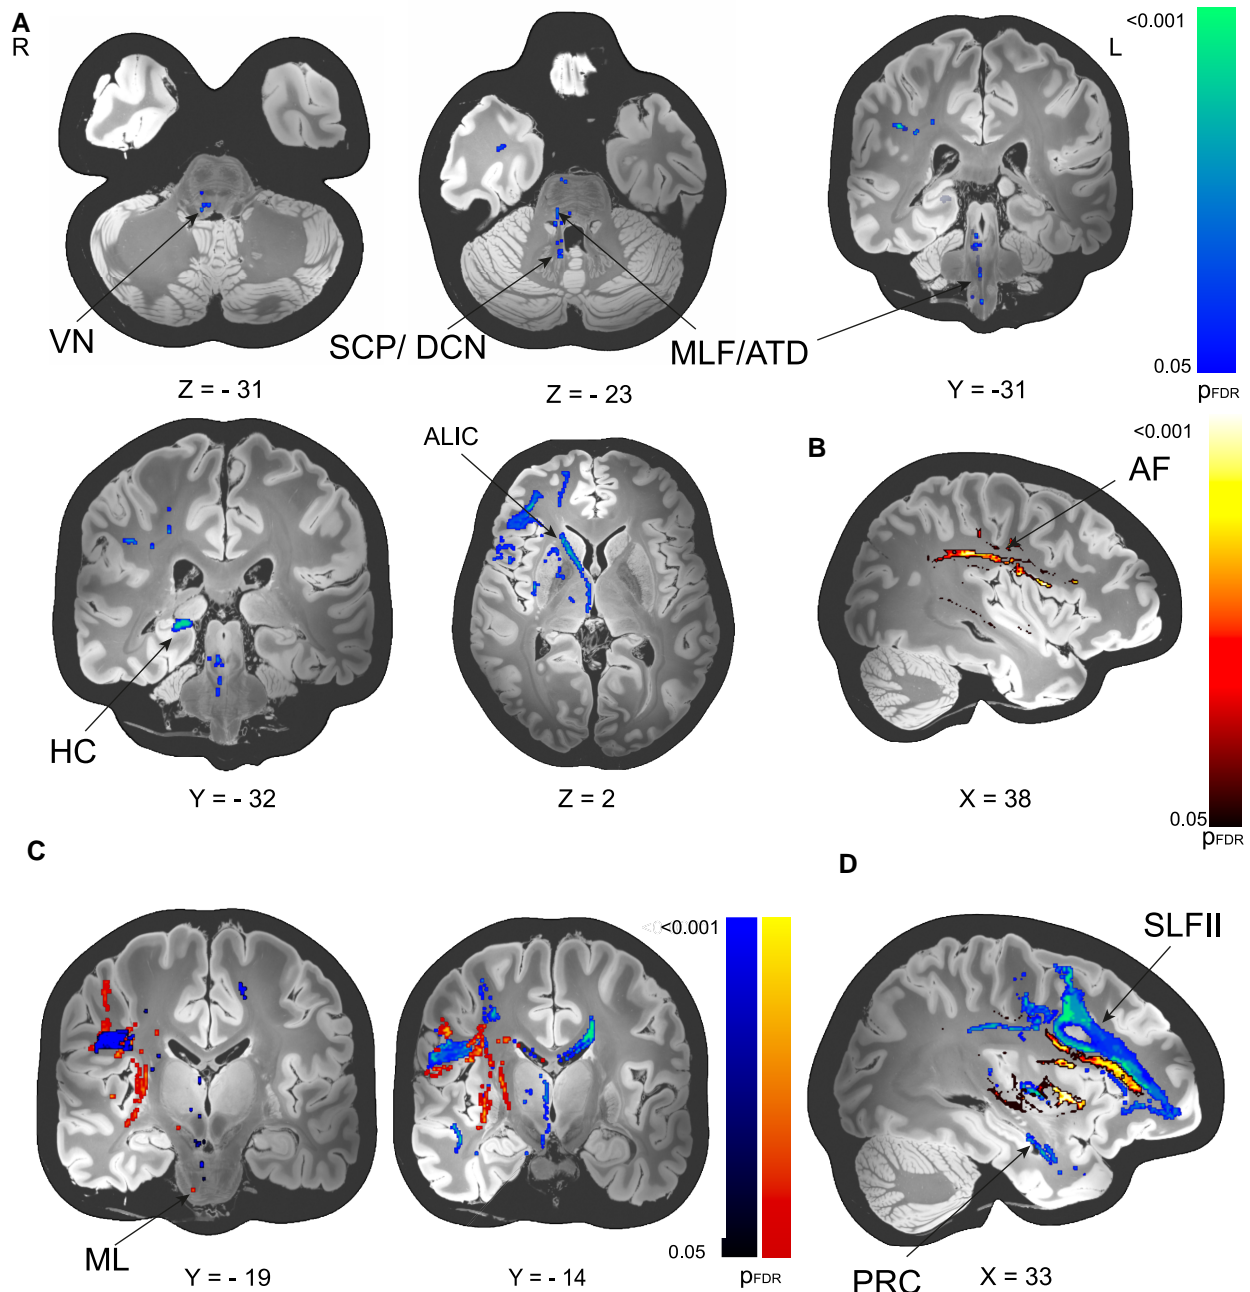 A
R
L
<0.001
VN
SCP/ DCN
MLF/ATD
0.05
pFDR
Z = - 31
Z = - 23
Y = -31
ALIC
B
<0.001
AF
HC
Y = - 32
Z = 2
X = 38
0.05
pFDR
C
D
<0.001
SLFII
ML
0.05
pFDR
PRC
Y = - 19
Y = - 14
X = 33